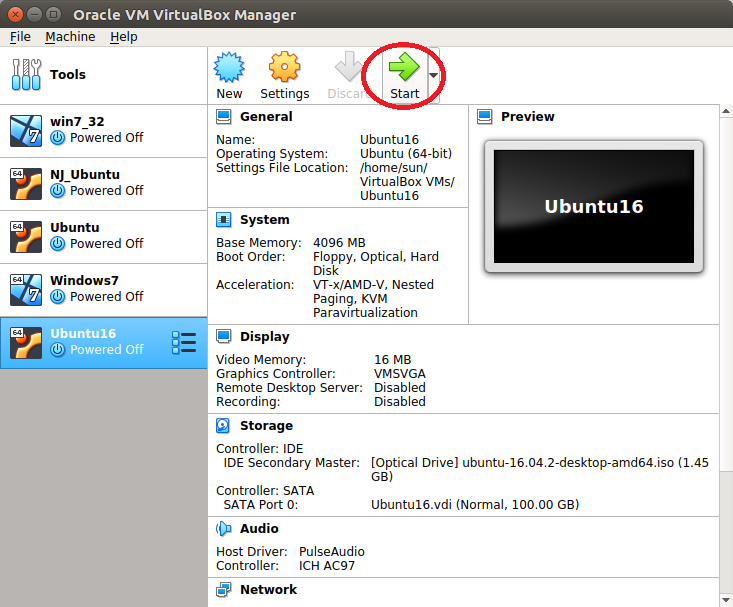 Oracle VM VirtualBox Manager
File Machine Help
Tools
New Settings Discar Start
win7_32
Powered Off
64
NJ_Ubuntu
Powered Off
64
Ubuntu
Powered Off
64
Windows7
Powered Off
64
Ubuntu16
Powered Off
General
Name: Ubuntu16
Operating System: Ubuntu (64-bit)
Settings File Location: /home/sun/
VirtualBox VMs/
Ubuntu16
Preview
Ubuntu16
System
Base Memory: 4096 MB
Boot Order: Floppy, Optical, Hard
Disk
Acceleration: VT-x/AMD-V, Nested
Paging, KVM
Paravirtualization
Display
Video Memory: 16 MB
Graphics Controller: VMSVGA
Remote Desktop Server: Disabled
Recording: Disabled
Storage
Controller: IDE
IDE Secondary Master: [Optical Drive] ubuntu-16.04.2-desktop-amd64.iso (1.45
GB)
Controller: SATA
SATA Port 0: Ubuntu16.vdi (Normal, 100.00 GB)
Audio
Host Driver: PulseAudio
Controller: ICH AC97
Network